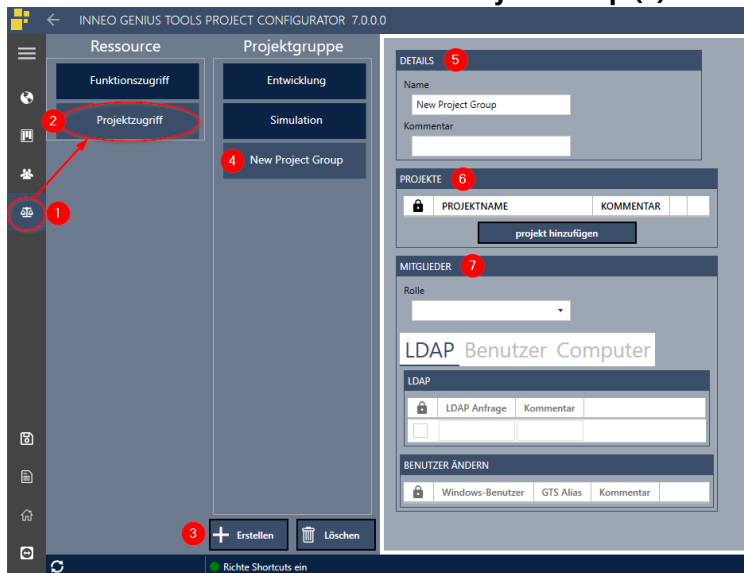 INNEO GENIUS TOOLS PROJECT CONFIGURATOR 7.0.0.0
Ressource
Projektgruppe
Funktionszugriff
Entwicklung
2
Projektzugriff
Simulation
4
New Project Group
1
DETAILS 5
Name
New Project Group
Kommentar
PROJEKTE 6
PROJEKTNAME KOMMENTAR
projekt hinzufügen
MITGLIEDER 7
Rolle
LDAP Benutzer Computer
LDAP
LDAP Anfrage Kommentar
BENUTZER ÄNDERN
Windows-Benutzer GTS Alias Kommentar
3
Erstellen
Löschen
Richte Shortcuts ein